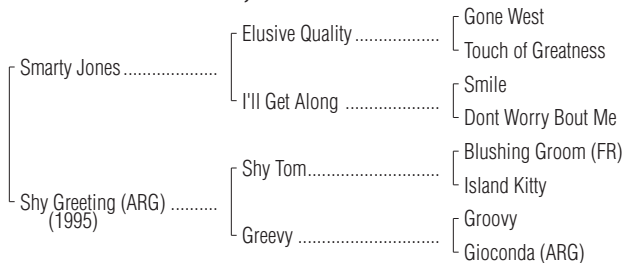 Gone West
Elusive Quality ..................
Touch of Greatness
Smarty Jones ....................
Smile
I'll Get Along ....................
Dont Worry Bout Me
Blushing Groom (FR)
Shy Tom............................
Island Kitty
Shy Greeting (ARG) ..........
(1995)
Groovy
Greevy ..............................
Gioconda (ARG)